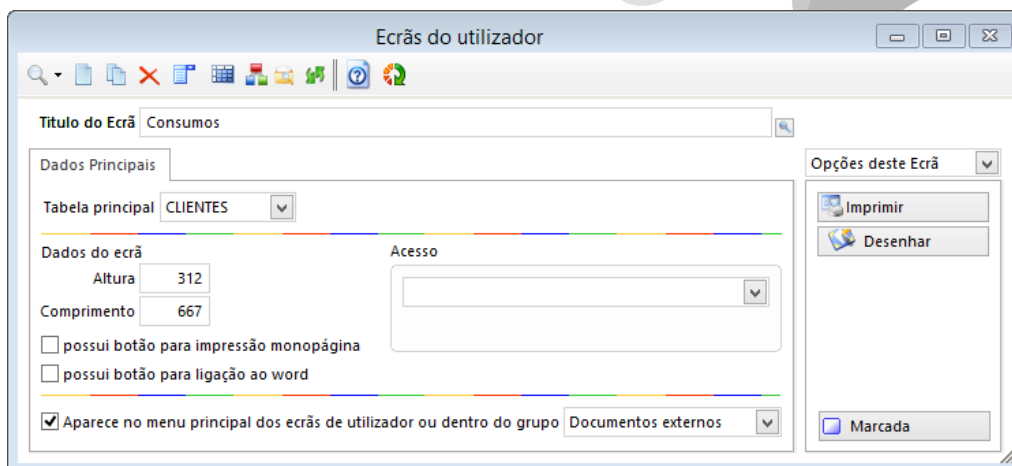 Ecrãs do utilizador
Titulo do Ecrã Consumos
Dados Principais
Opções deste Ecrã
Tabela principal CLIENTES
Imprimir
Desenhar
Dados do ecrã
Acesso
Altura 312
Comprimento 667
possui botão para impressão monopágina
possui botão para ligação ao word
Aparece no menu principal dos ecrãs de utilizador ou dentro do grupo Documentos externos
Marcada